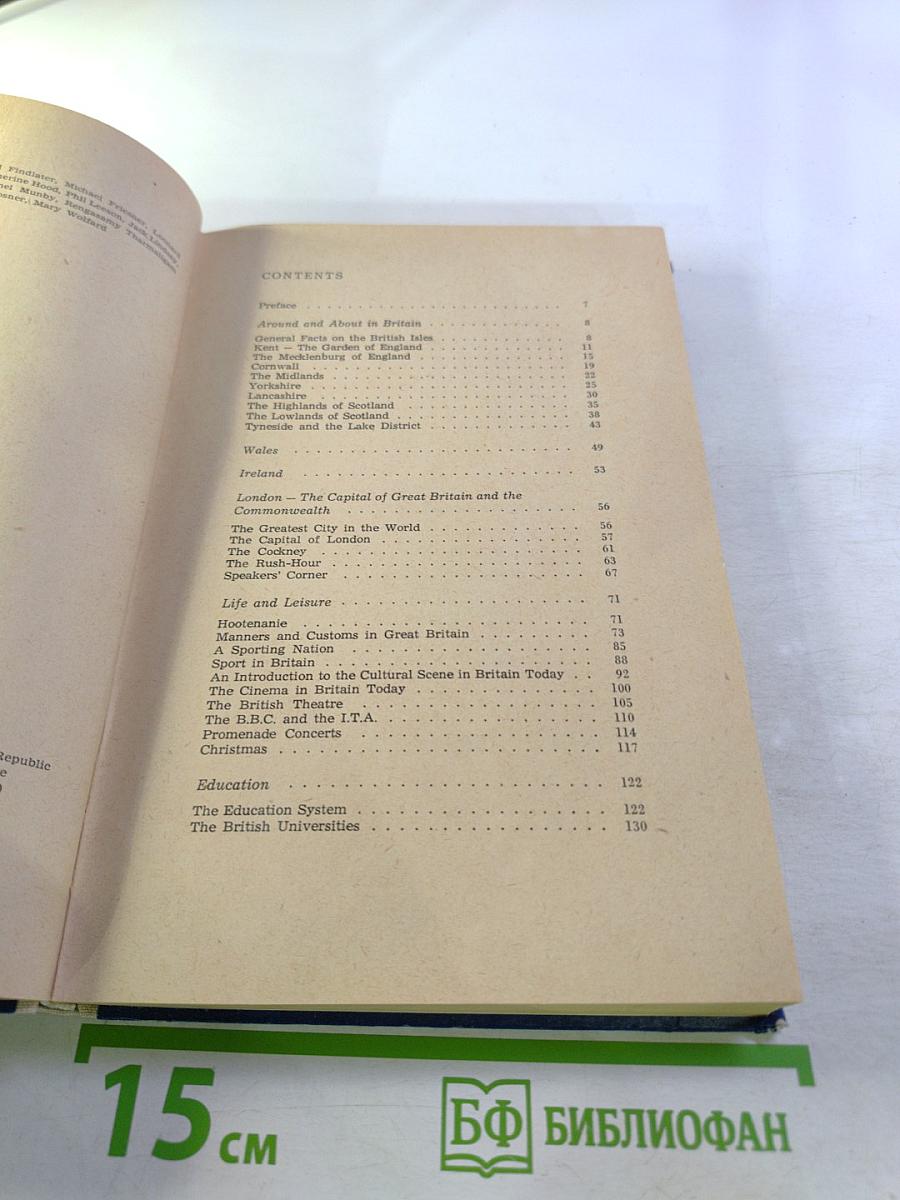 Findlater, Michael Friesner, Leonard
Hood, Phil Leeson, Jack Lindsay,
Munby, Rengasamy Tharmalingam,
Mary Wolfard
Republic
CONTENTS
Preface . . . . . . . . . . . . . . . . . . . . . . . . 7
Around and About in Britain . . . . . . . . . . . . . 8
General Facts on the British Isles . . . . . . . . . . . 8
Kent — The Garden of England . . . . . . . . . . . . 11
The Mecklenburg of England . . . . . . . . . . . . . 15
Cornwall . . . . . . . . . . . . . . . . . . . . . . 19
The Midlands . . . . . . . . . . . . . . . . . . . . 22
Yorkshire . . . . . . . . . . . . . . . . . . . . . . 25
Lancashire . . . . . . . . . . . . . . . . . . . . . 30
The Highlands of Scotland . . . . . . . . . . . . . . 35
The Lowlands of Scotland . . . . . . . . . . . . . . 38
Tyneside and the Lake District . . . . . . . . . . . . 43
Wales . . . . . . . . . . . . . . . . . . . . . . . 49
Ireland . . . . . . . . . . . . . . . . . . . . . . 53
London — The Capital of Great Britain and the
Commonwealth . . . . . . . . . . . . . . . . . . . 56
The Greatest City in the World . . . . . . . . . . . 56
The Capital of London . . . . . . . . . . . . . . . 57
The Cockney . . . . . . . . . . . . . . . . . . . . 61
The Rush-Hour . . . . . . . . . . . . . . . . . . . 63
Speakers' Corner . . . . . . . . . . . . . . . . . . 67
Life and Leisure . . . . . . . . . . . . . . . . . . 71
Hootenanie . . . . . . . . . . . . . . . . . . . . 71
Manners and Customs in Great Britain . . . . . . . . 73
A Sporting Nation . . . . . . . . . . . . . . . . . 85
Sport in Britain . . . . . . . . . . . . . . . . . . 88
An Introduction to the Cultural Scene in Britain Today . . 92
The Cinema in Britain Today . . . . . . . . . . . . 100
The British Theatre . . . . . . . . . . . . . . . . 105
The B.B.C. and the I.T.A. . . . . . . . . . . . . . 110
Promenade Concerts . . . . . . . . . . . . . . . . 114
Christmas . . . . . . . . . . . . . . . . . . . . . 117
Education . . . . . . . . . . . . . . . . . . . . . 122
The Education System . . . . . . . . . . . . . . . . 122
The British Universities . . . . . . . . . . . . . . 130
15 см
БФ БИБЛИОФАН